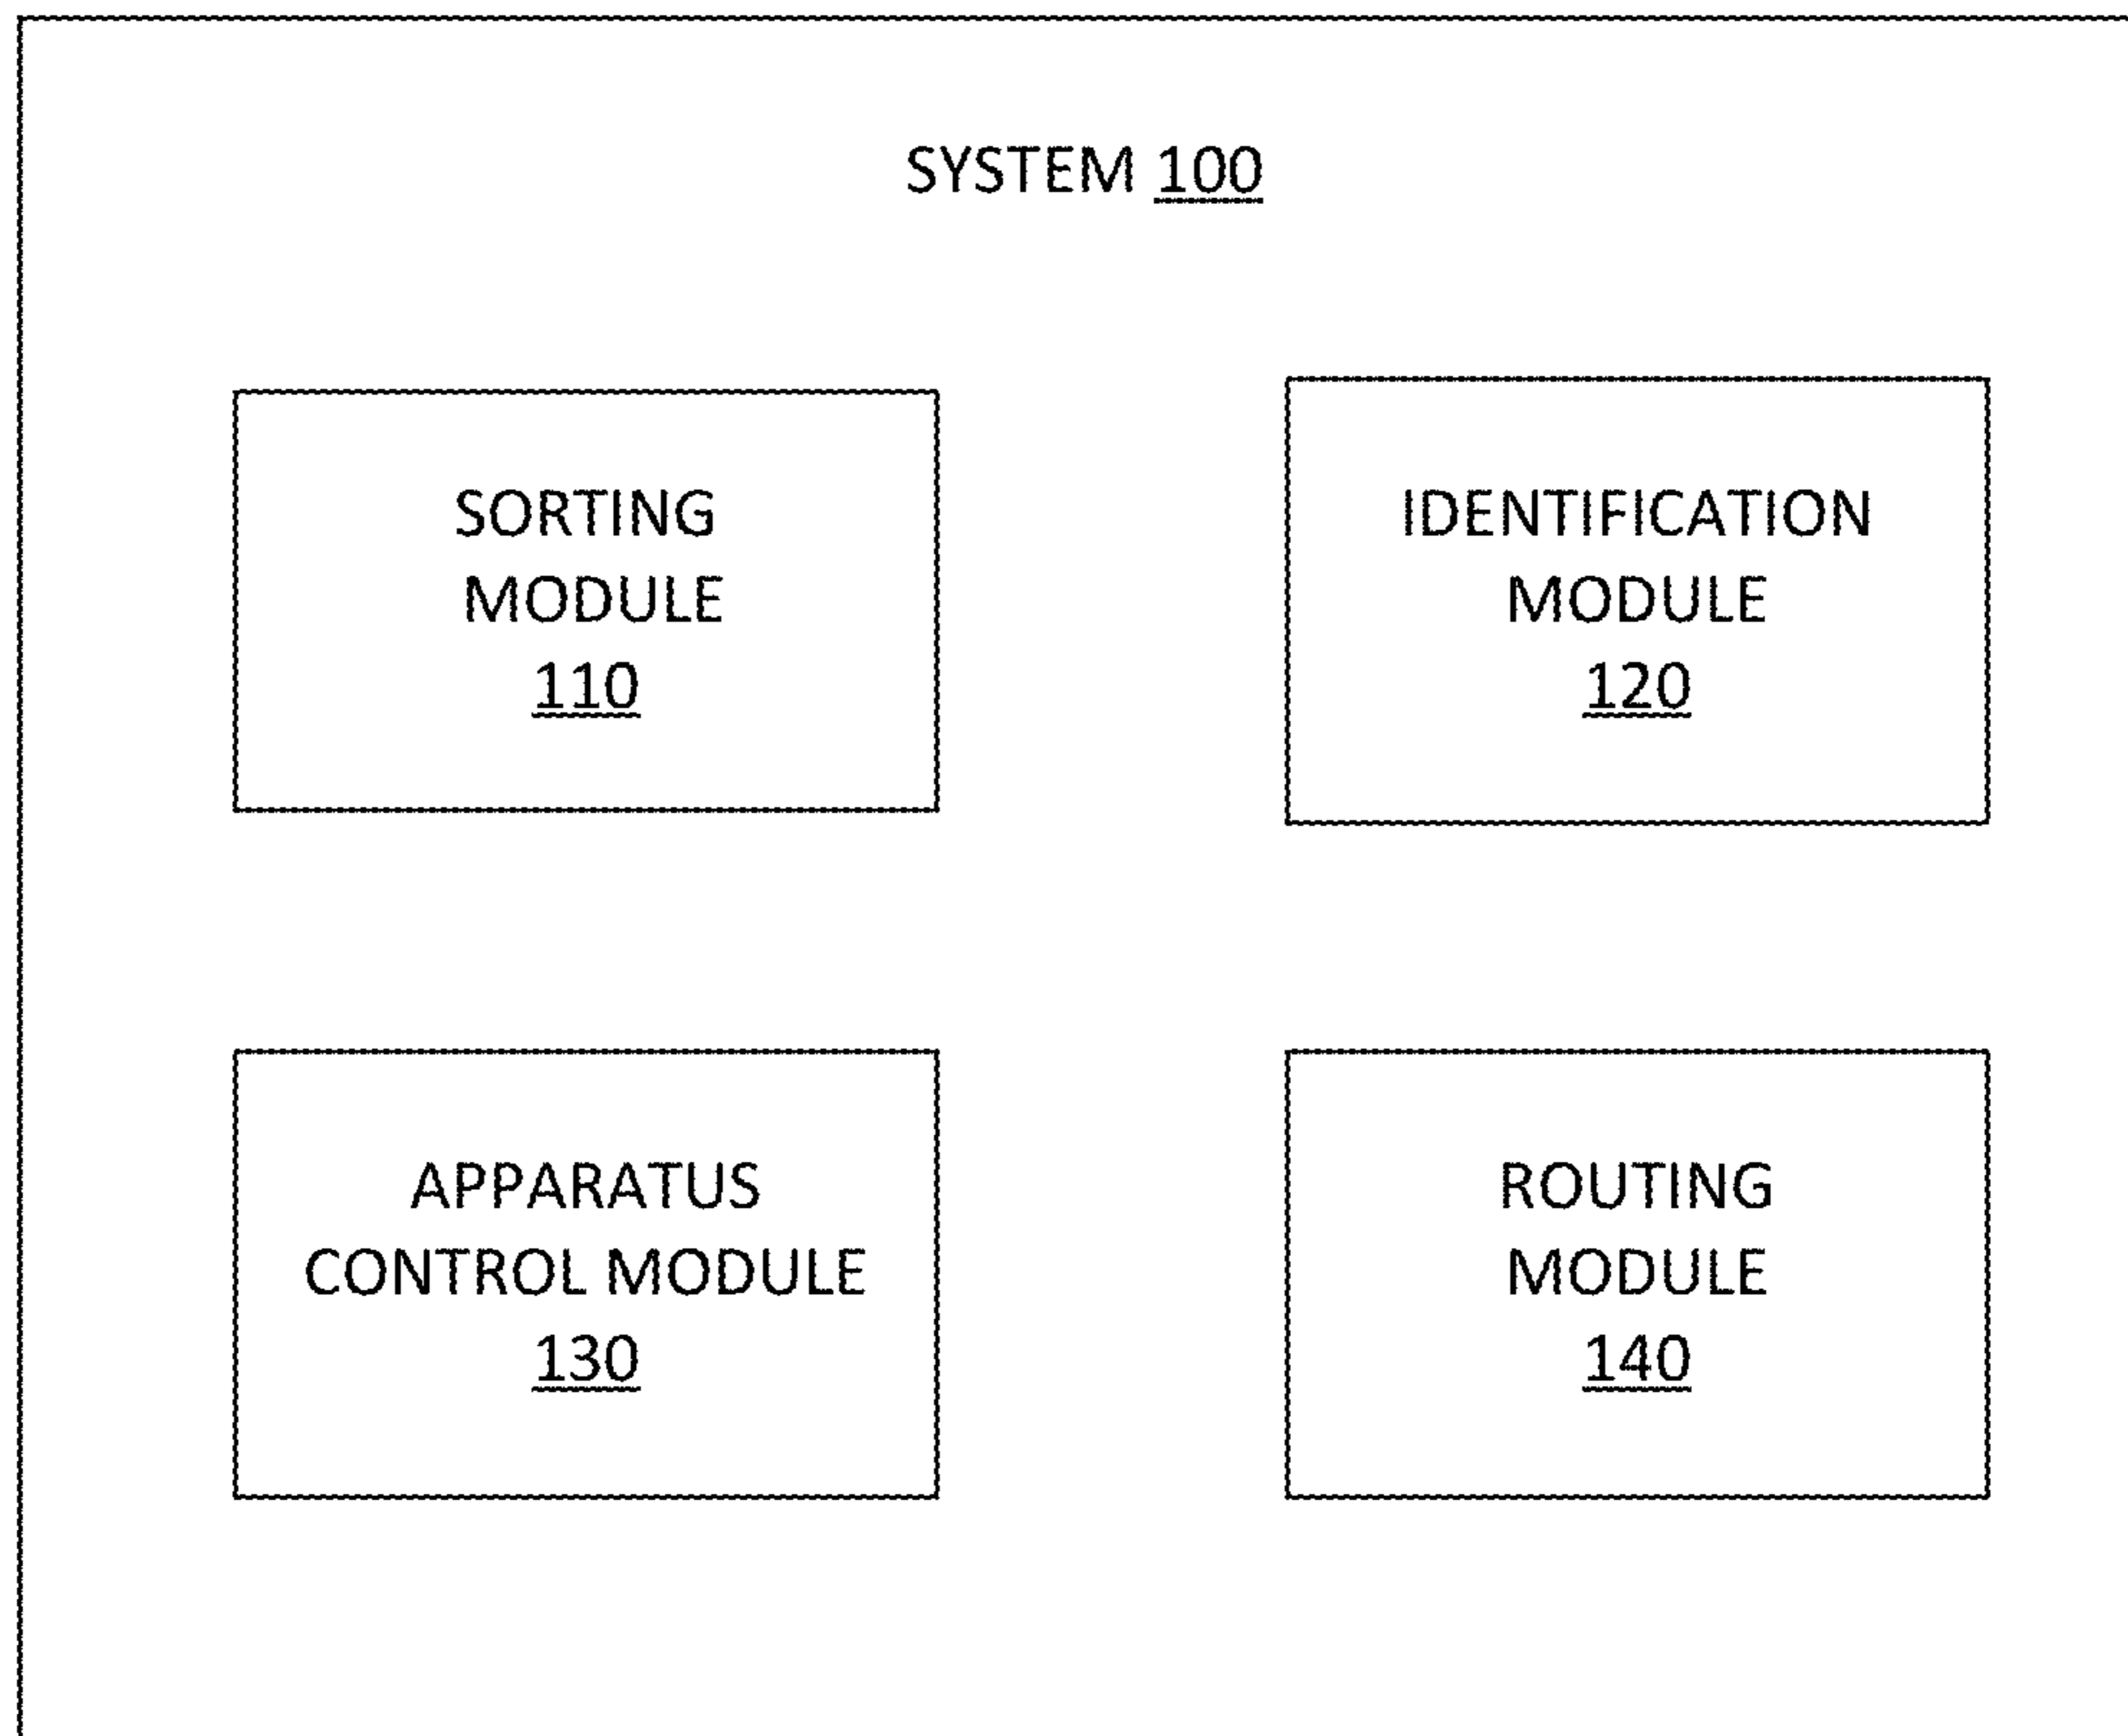 SYSTEM 100
SORTING
MODULE
110
IDENTIFICATION
MODULE
120
APPARATUS
CONTROL MODULE
130
ROUTING
MODULE
140